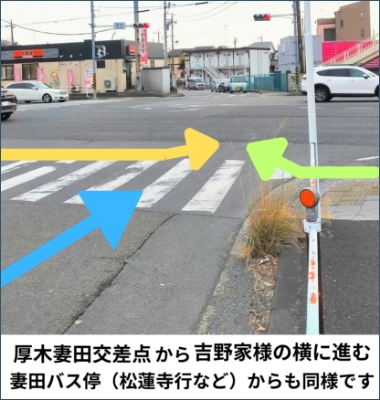 厚木妻田交差点から吉野家様の横に進む
妻田バス停（松蓮寺行など）からも同様です